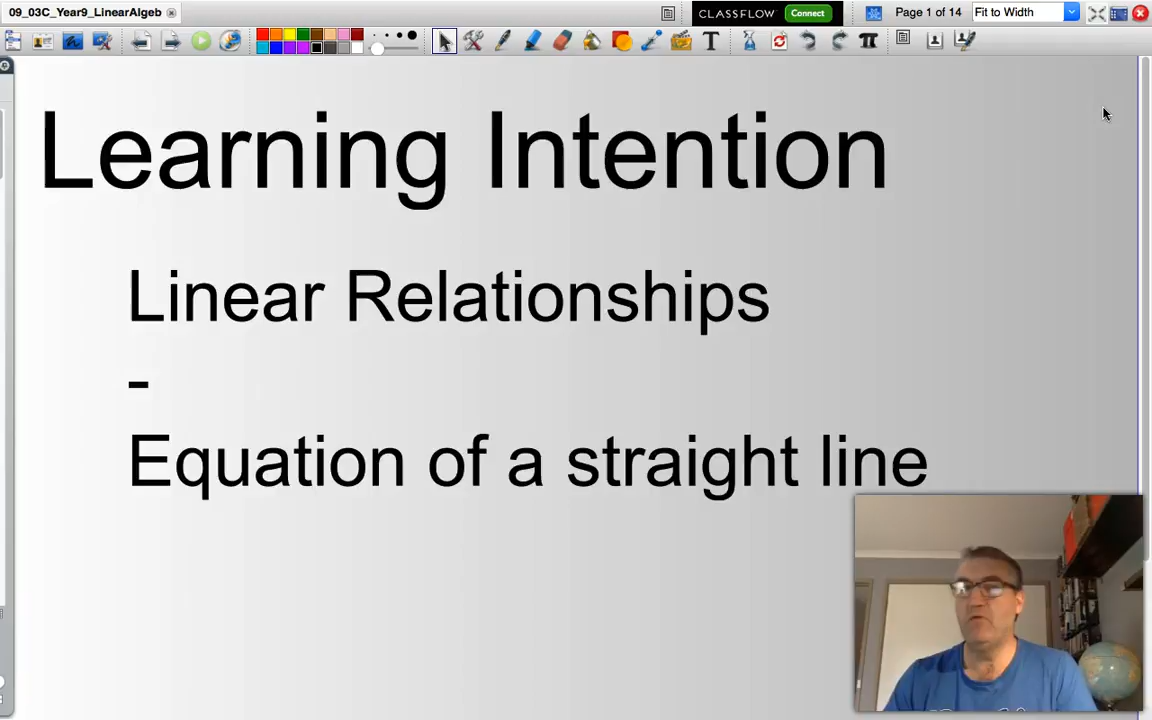 09_03C_Year9_LinearAlgeb
CLASSFLOW Connect
Page 1 of 14
Fit to Width
Learning Intention
Linear Relationships
-
Equation of a straight line